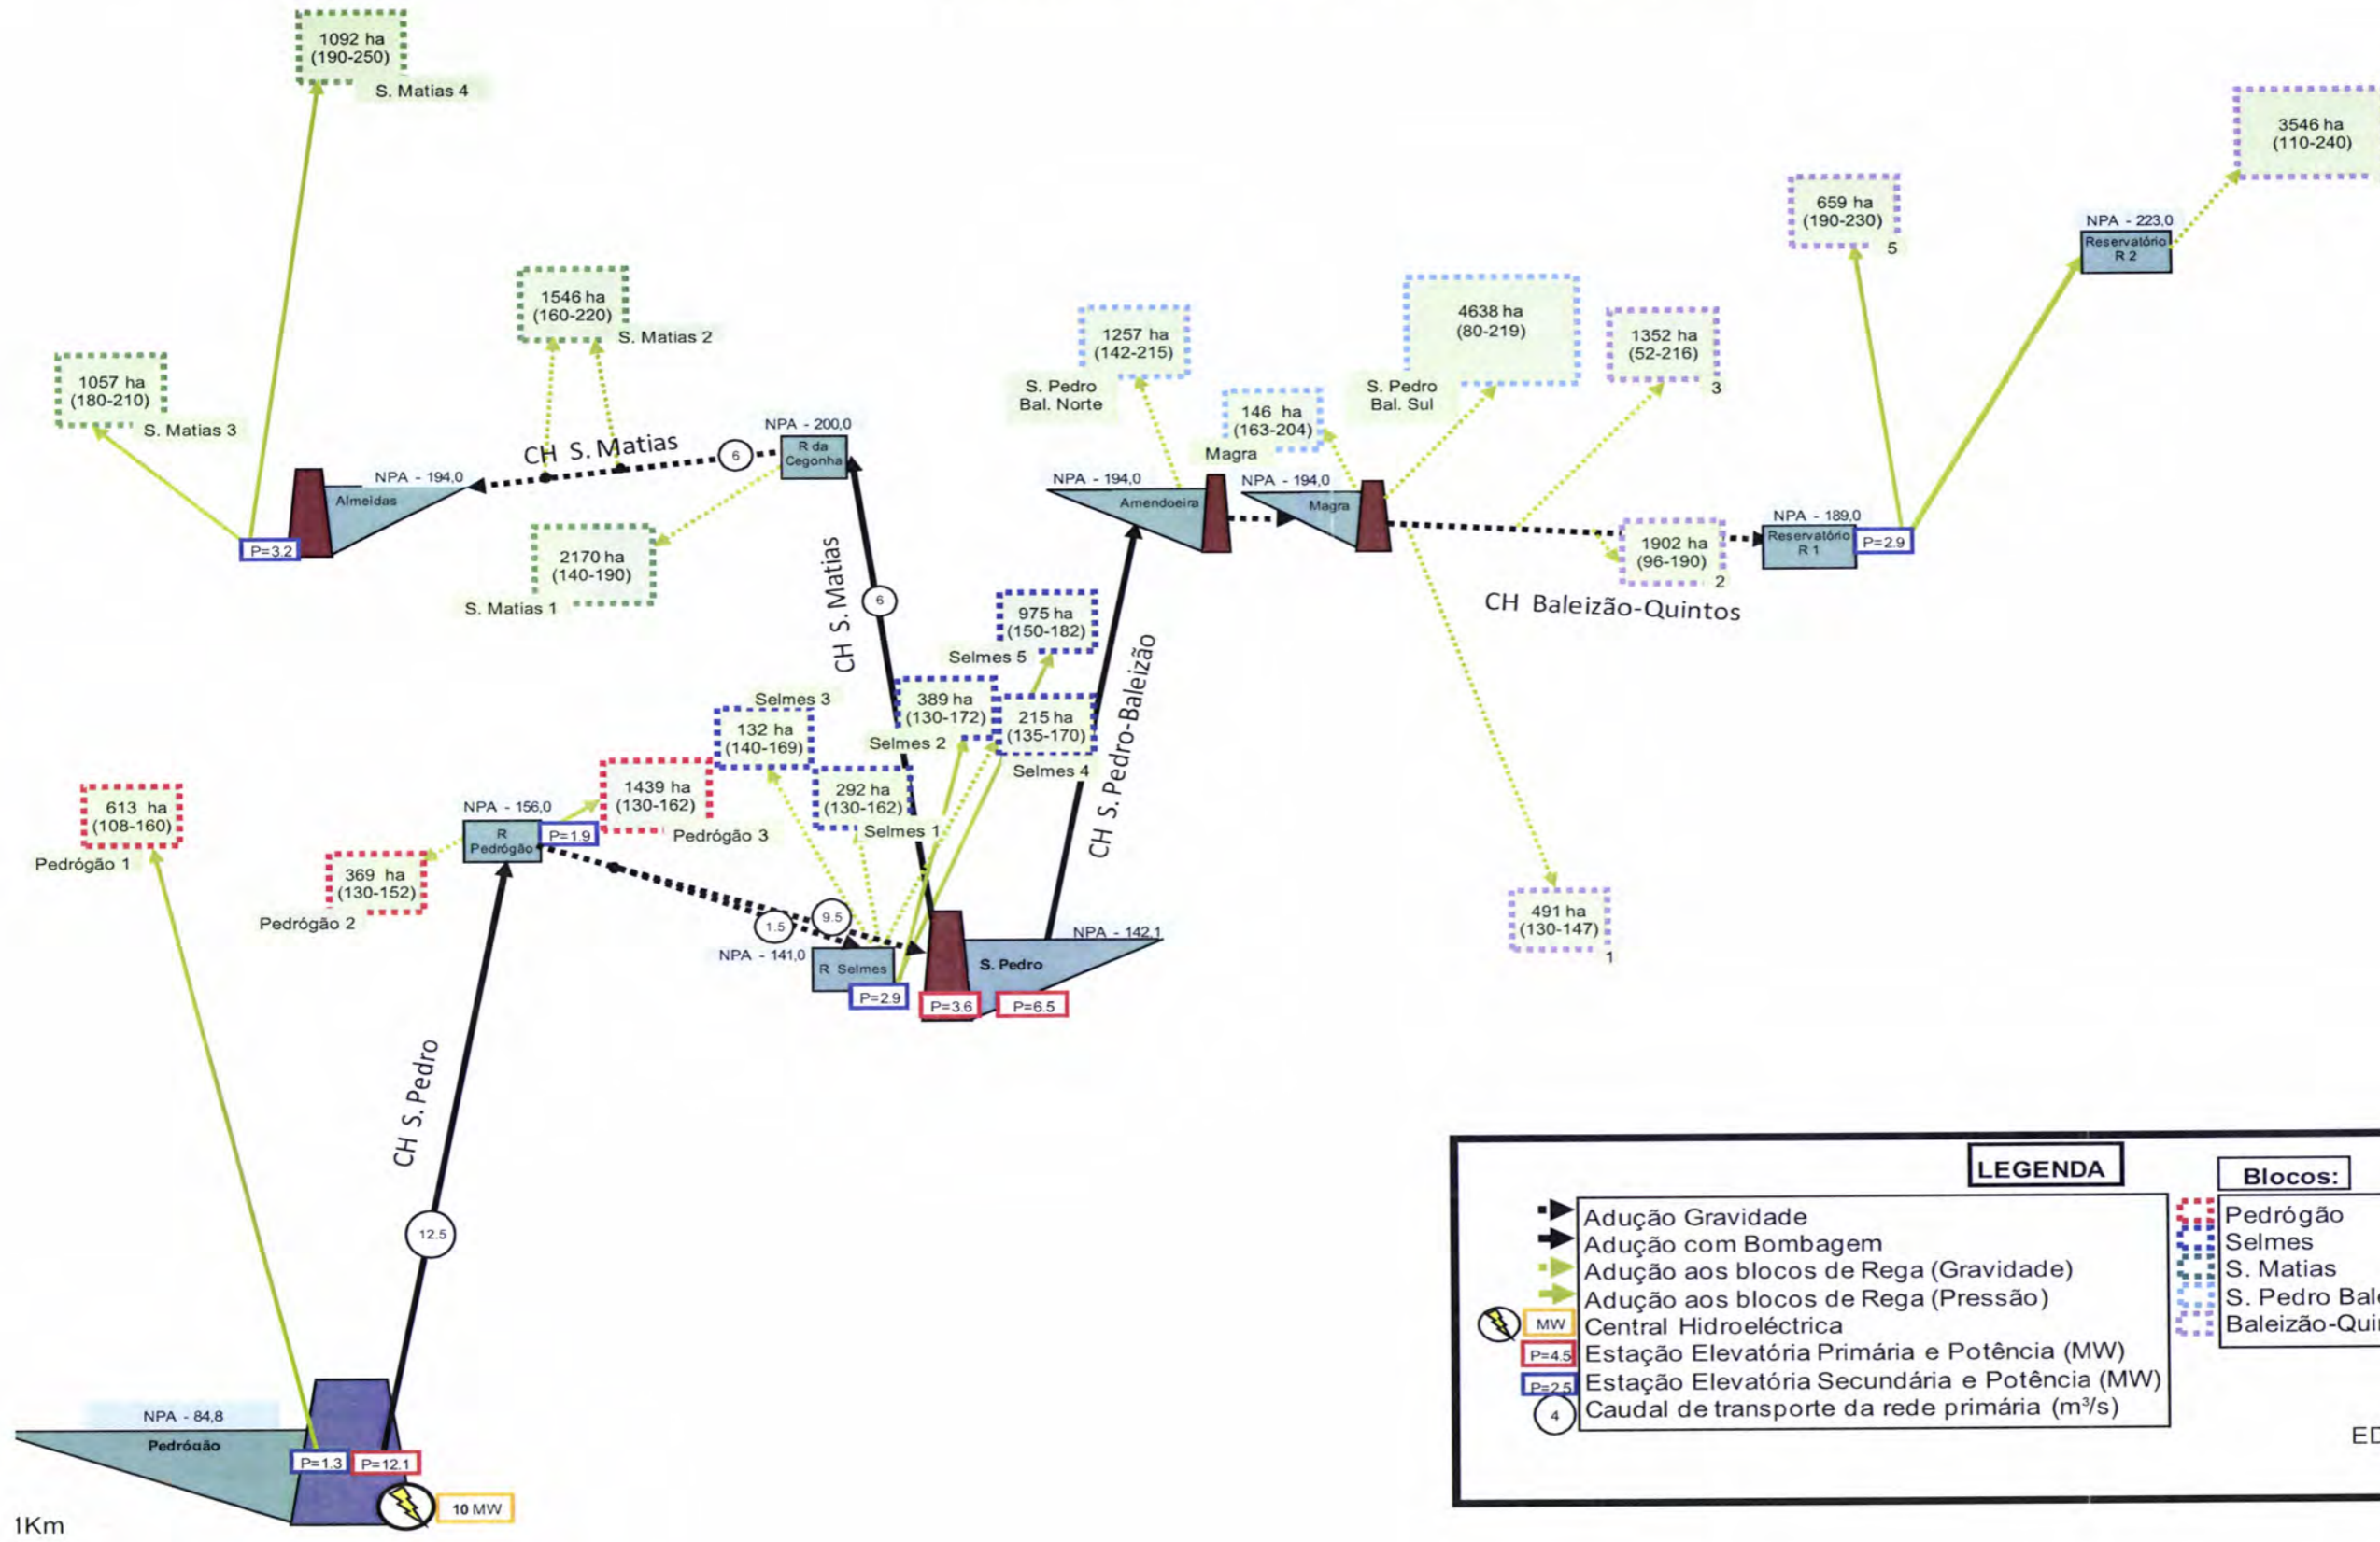 1092 ha
(190-250)
S. Matias 4
3546 ha
(110-240)
659 ha
(190-230)
5
NPA - 223,0
Reservatório
R 2
1546 ha
(160-220)
S. Matias 2
1057 ha
(180-210)
S. Matias 3
1257 ha
(142-215)
S. Pedro
Bal. Norte
4638 ha
(80-219)
S. Pedro
Bal. Sul
1352 ha
(52-216)
3
146 ha
(163-204)
Magra
NPA - 200,0
R da
Cegonha
CH S. Matias
6
NPA - 194,0
Almeidas
P=3.2
NPA - 194,0
Amendoeira
NPA - 194,0
Magra
NPA - 189,0
Reservatório
R 1
P=2.9
2170 ha
(140-190)
S. Matias 1
CH S. Matias
6
1902 ha
(96-190)
2
CH Baleizão-Quintos
975 ha
(150-182)
Selmes 5
389 ha
(130-172)
Selmes 2
215 ha
(135-170)
Selmes 4
CH S. Pedro-Baleizão
Selmes 3
132 ha
(140-169)
292 ha
(130-162)
Selmes 1
613 ha
(108-160)
Pedrógão 1
NPA - 156,0
R
Pedrógão
P=1.9
1439 ha
(130-162)
Pedrógão 3
369 ha
(130-152)
Pedrógão 2
1.5
9.5
NPA - 141,0
R Selmes
P=2.9
NPA - 142,1
S. Pedro
P=3.6
P=6.5
491 ha
(130-147)
1
CH S. Pedro
12.5
NPA - 84,8
Pedrógão
P=1.3
P=12.1
10 MW
1Km
LEGENDA
Adução Gravidade
Adução com Bombagem
Adução aos blocos de Rega (Gravidade)
Adução aos blocos de Rega (Pressão)
MW Central Hidroeléctrica
P=4.5 Estação Elevatória Primária e Potência (MW)
P=2.5 Estação Elevatória Secundária e Potência (MW)
4 Caudal de transporte da rede primária (m³/s)
Blocos:
Pedrógão
Selmes
S. Matias
S. Pedro Bal
Baleizão-Qui
ED